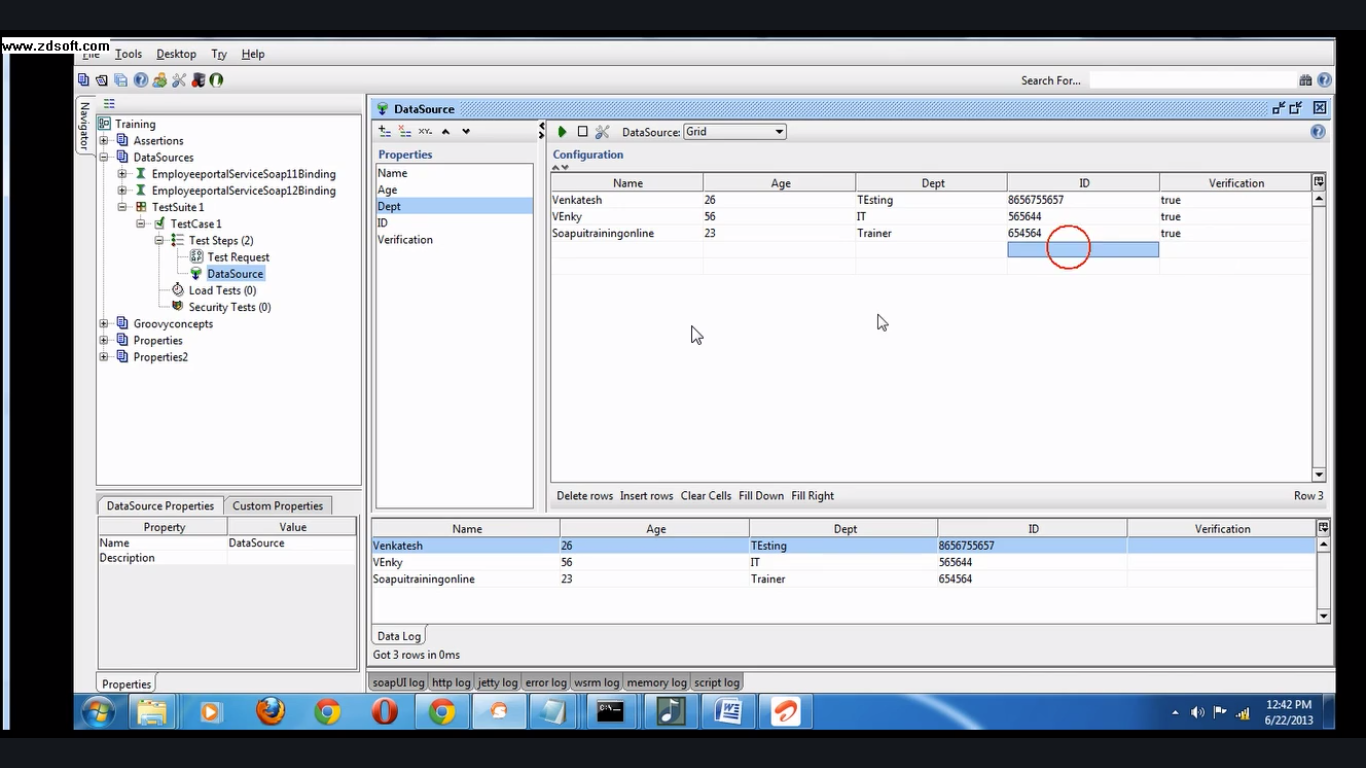 www.zdsoft.com
File Tools Desktop Try Help
Search For...
Navigator
Training
Assertions
DataSources
EmployeeportalServiceSoap11Binding
EmployeeportalServiceSoap12Binding
TestSuite 1
TestCase 1
Test Steps (2)
Test Request
DataSource
Load Tests (0)
Security Tests (0)
Groovyconcepts
Properties
Properties2
DataSource Properties Custom Properties
Property Value
Name DataSource
Description
Properties
DataSource
XY. DataSource: Grid
Properties
Name
Age
Dept
ID
Verification
Configuration
Name Age Dept ID Verification
Venkatesh 26 TEsting 8656755657 true
VEnky 56 IT 565644 true
Soapuitrainingonline 23 Trainer 654564 true
Delete rows Insert rows Clear Cells Fill Down Fill Right Row 3
Name Age Dept ID Verification
Venkatesh 26 TEsting 8656755657
VEnky 56 IT 565644
Soapuitrainingonline 23 Trainer 654564
Data Log
Got 3 rows in 0ms
soapUI log http log jetty log error log wsrm log memory log script log
12:42 PM
6/22/2013